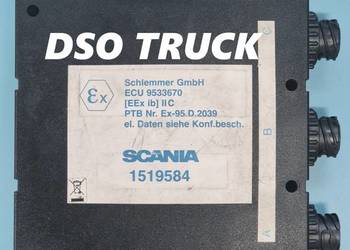 DSO TRUCK
Schlemmer GmbH
ECU 9533670
[EEx ib] IIC
PTB Nr. Ex-95.D.2039
el. Daten siehe Konf.besch.
εx
SCANIA
1519584
A
B
C